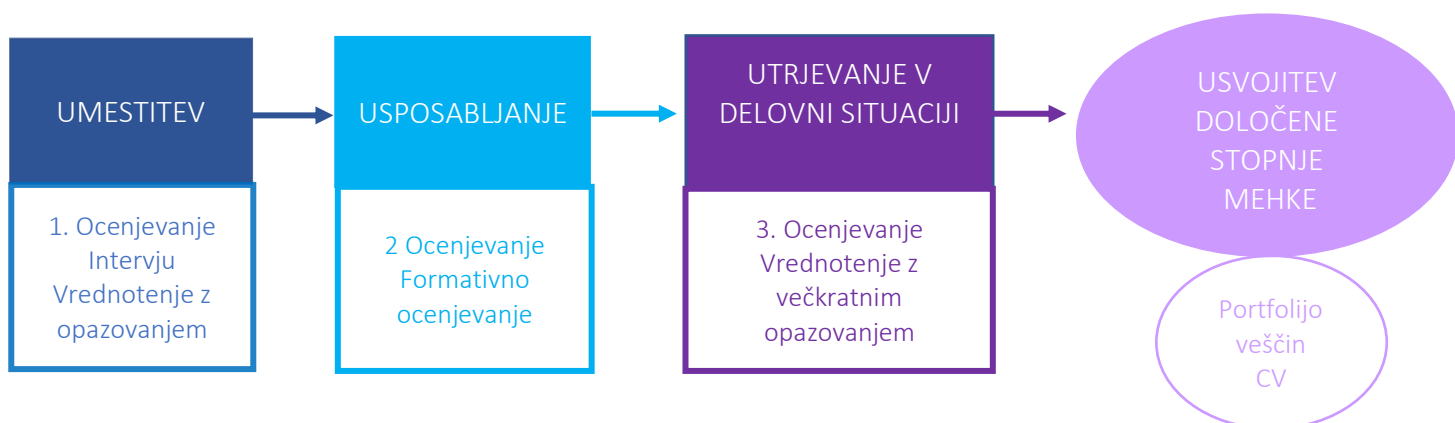 UMESTITEV
1. Ocenjevanje
Intervju
Vrednotenje z
opazovanjem
USPOSABLJANJE
2 Ocenjevanje
Formativno
ocenjevanje
UTRJEVANJE V
DELOVNI SITUACIJI
3. Ocenjevanje
Vrednotenje z
večkratnim
opazovanjem
USVOJITEV
DOLOČENE
STOPNJE
MEHKE
Portfolijo
veščin
CV